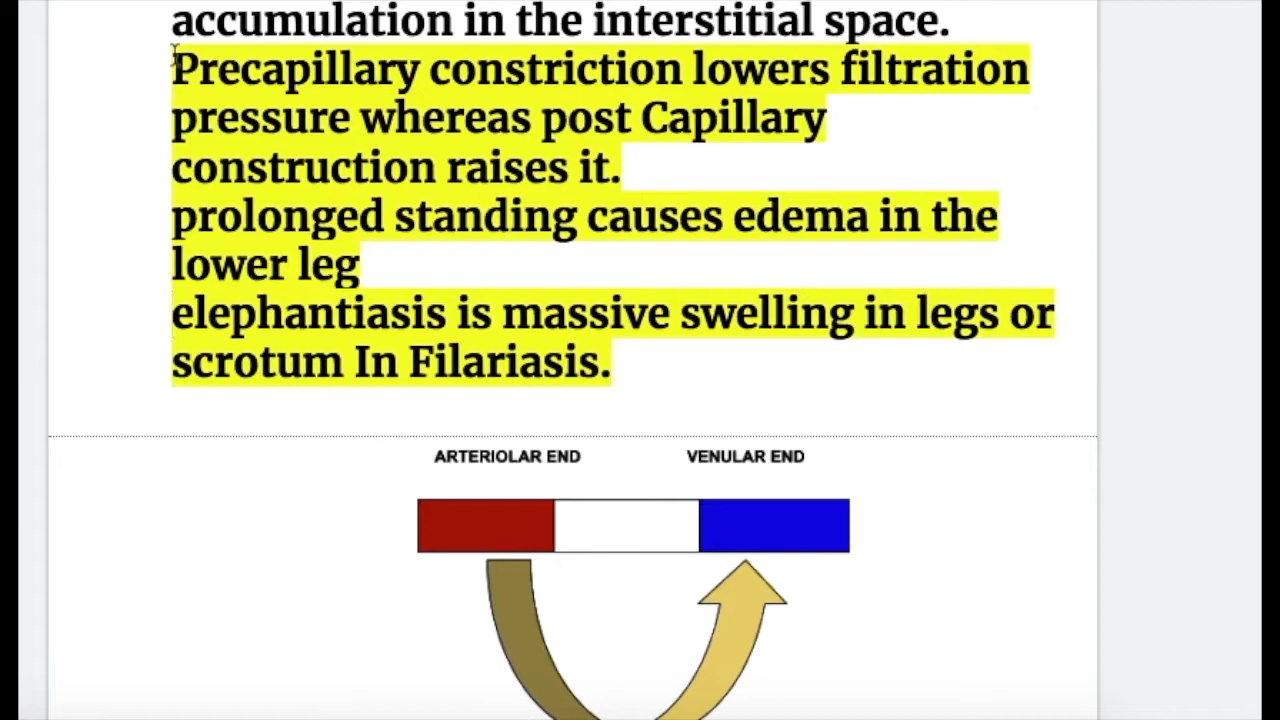 accumulation in the interstitial space.
Precapillary constriction lowers filtration
pressure whereas post Capillary
construction raises it.
prolonged standing causes edema in the
lower leg
elephantiasis is massive swelling in legs or
scrotum In Filariasis.
ARTERIOLAR END VENULAR END